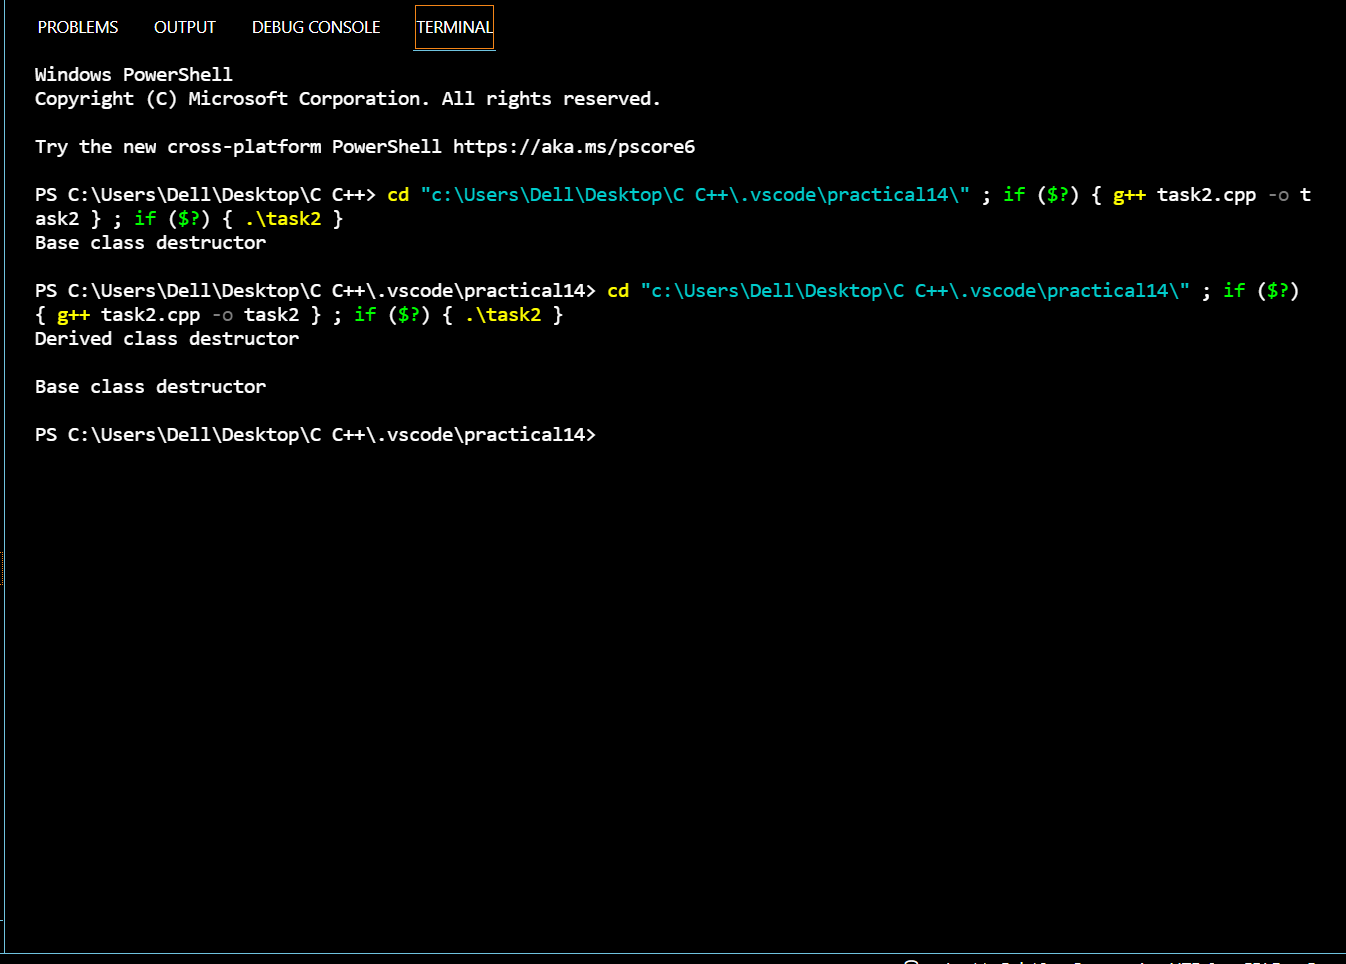 PROBLEMS OUTPUT DEBUG CONSOLE TERMINAL
Windows PowerShell
Copyright (C) Microsoft Corporation. All rights reserved.
Try the new cross-platform PowerShell https://aka.ms/pscore6
PS C:\Users\Dell\Desktop\C C++> cd "c:\Users\Dell\Desktop\C C++\.vscode\practical14\" ; if ($?) { g++ task2.cpp -o t
ask2 } ; if ($?) { .\task2 }
Base class destructor
PS C:\Users\Dell\Desktop\C C++\.vscode\practical14> cd "c:\Users\Dell\Desktop\C C++\.vscode\practical14\" ; if ($?)
{ g++ task2.cpp -o task2 } ; if ($?) { .\task2 }
Derived class destructor
Base class destructor
PS C:\Users\Dell\Desktop\C C++\.vscode\practical14>